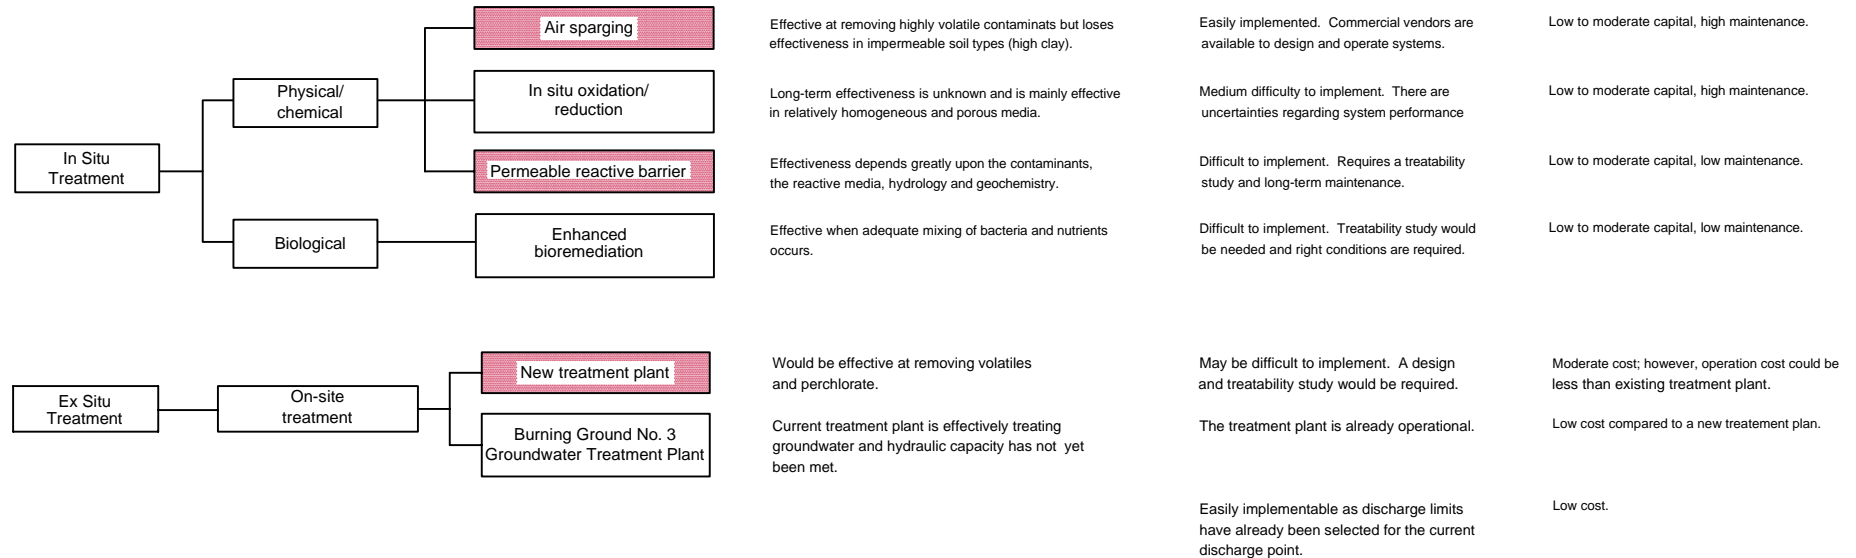 Air sparging
Effective at removing highly volatile contaminats but loses
effectiveness in impermeable soil types (high clay).
Easily implemented. Commercial vendors are
available to design and operate systems.
Low to moderate capital, high maintenance.
Physical/
chemical
In situ oxidation/
reduction
Long-term effectiveness is unknown and is mainly effective
in relatively homogeneous and porous media.
Medium difficulty to implement. There are
uncertainties regarding system performance
Low to moderate capital, high maintenance.
In Situ
Treatment
Permeable reactive barrier
Effectiveness depends greatly upon the contaminants,
the reactive media, hydrology and geochemistry.
Difficult to implement. Requires a treatability
study and long-term maintenance.
Low to moderate capital, low maintenance.
Biological
Enhanced
bioremediation
Effective when adequate mixing of bacteria and nutrients
occurs.
Difficult to implement. Treatability study would
be needed and right conditions are required.
Low to moderate capital, low maintenance.
New treatment plant
Would be effective at removing volatiles
and perchlorate.
May be difficult to implement. A design
and treatability study would be required.
Moderate cost; however, operation cost could be
less than existing treatment plant.
Ex Situ
Treatment
On-site
treatment
Burning Ground No. 3
Groundwater Treatment Plant
Current treatment plant is effectively treating
groundwater and hydraulic capacity has not yet
been met.
The treatment plant is already operational.
Low cost compared to a new treatement plan.
Easily implementable as discharge limits
have already been selected for the current
discharge point.
Low cost.